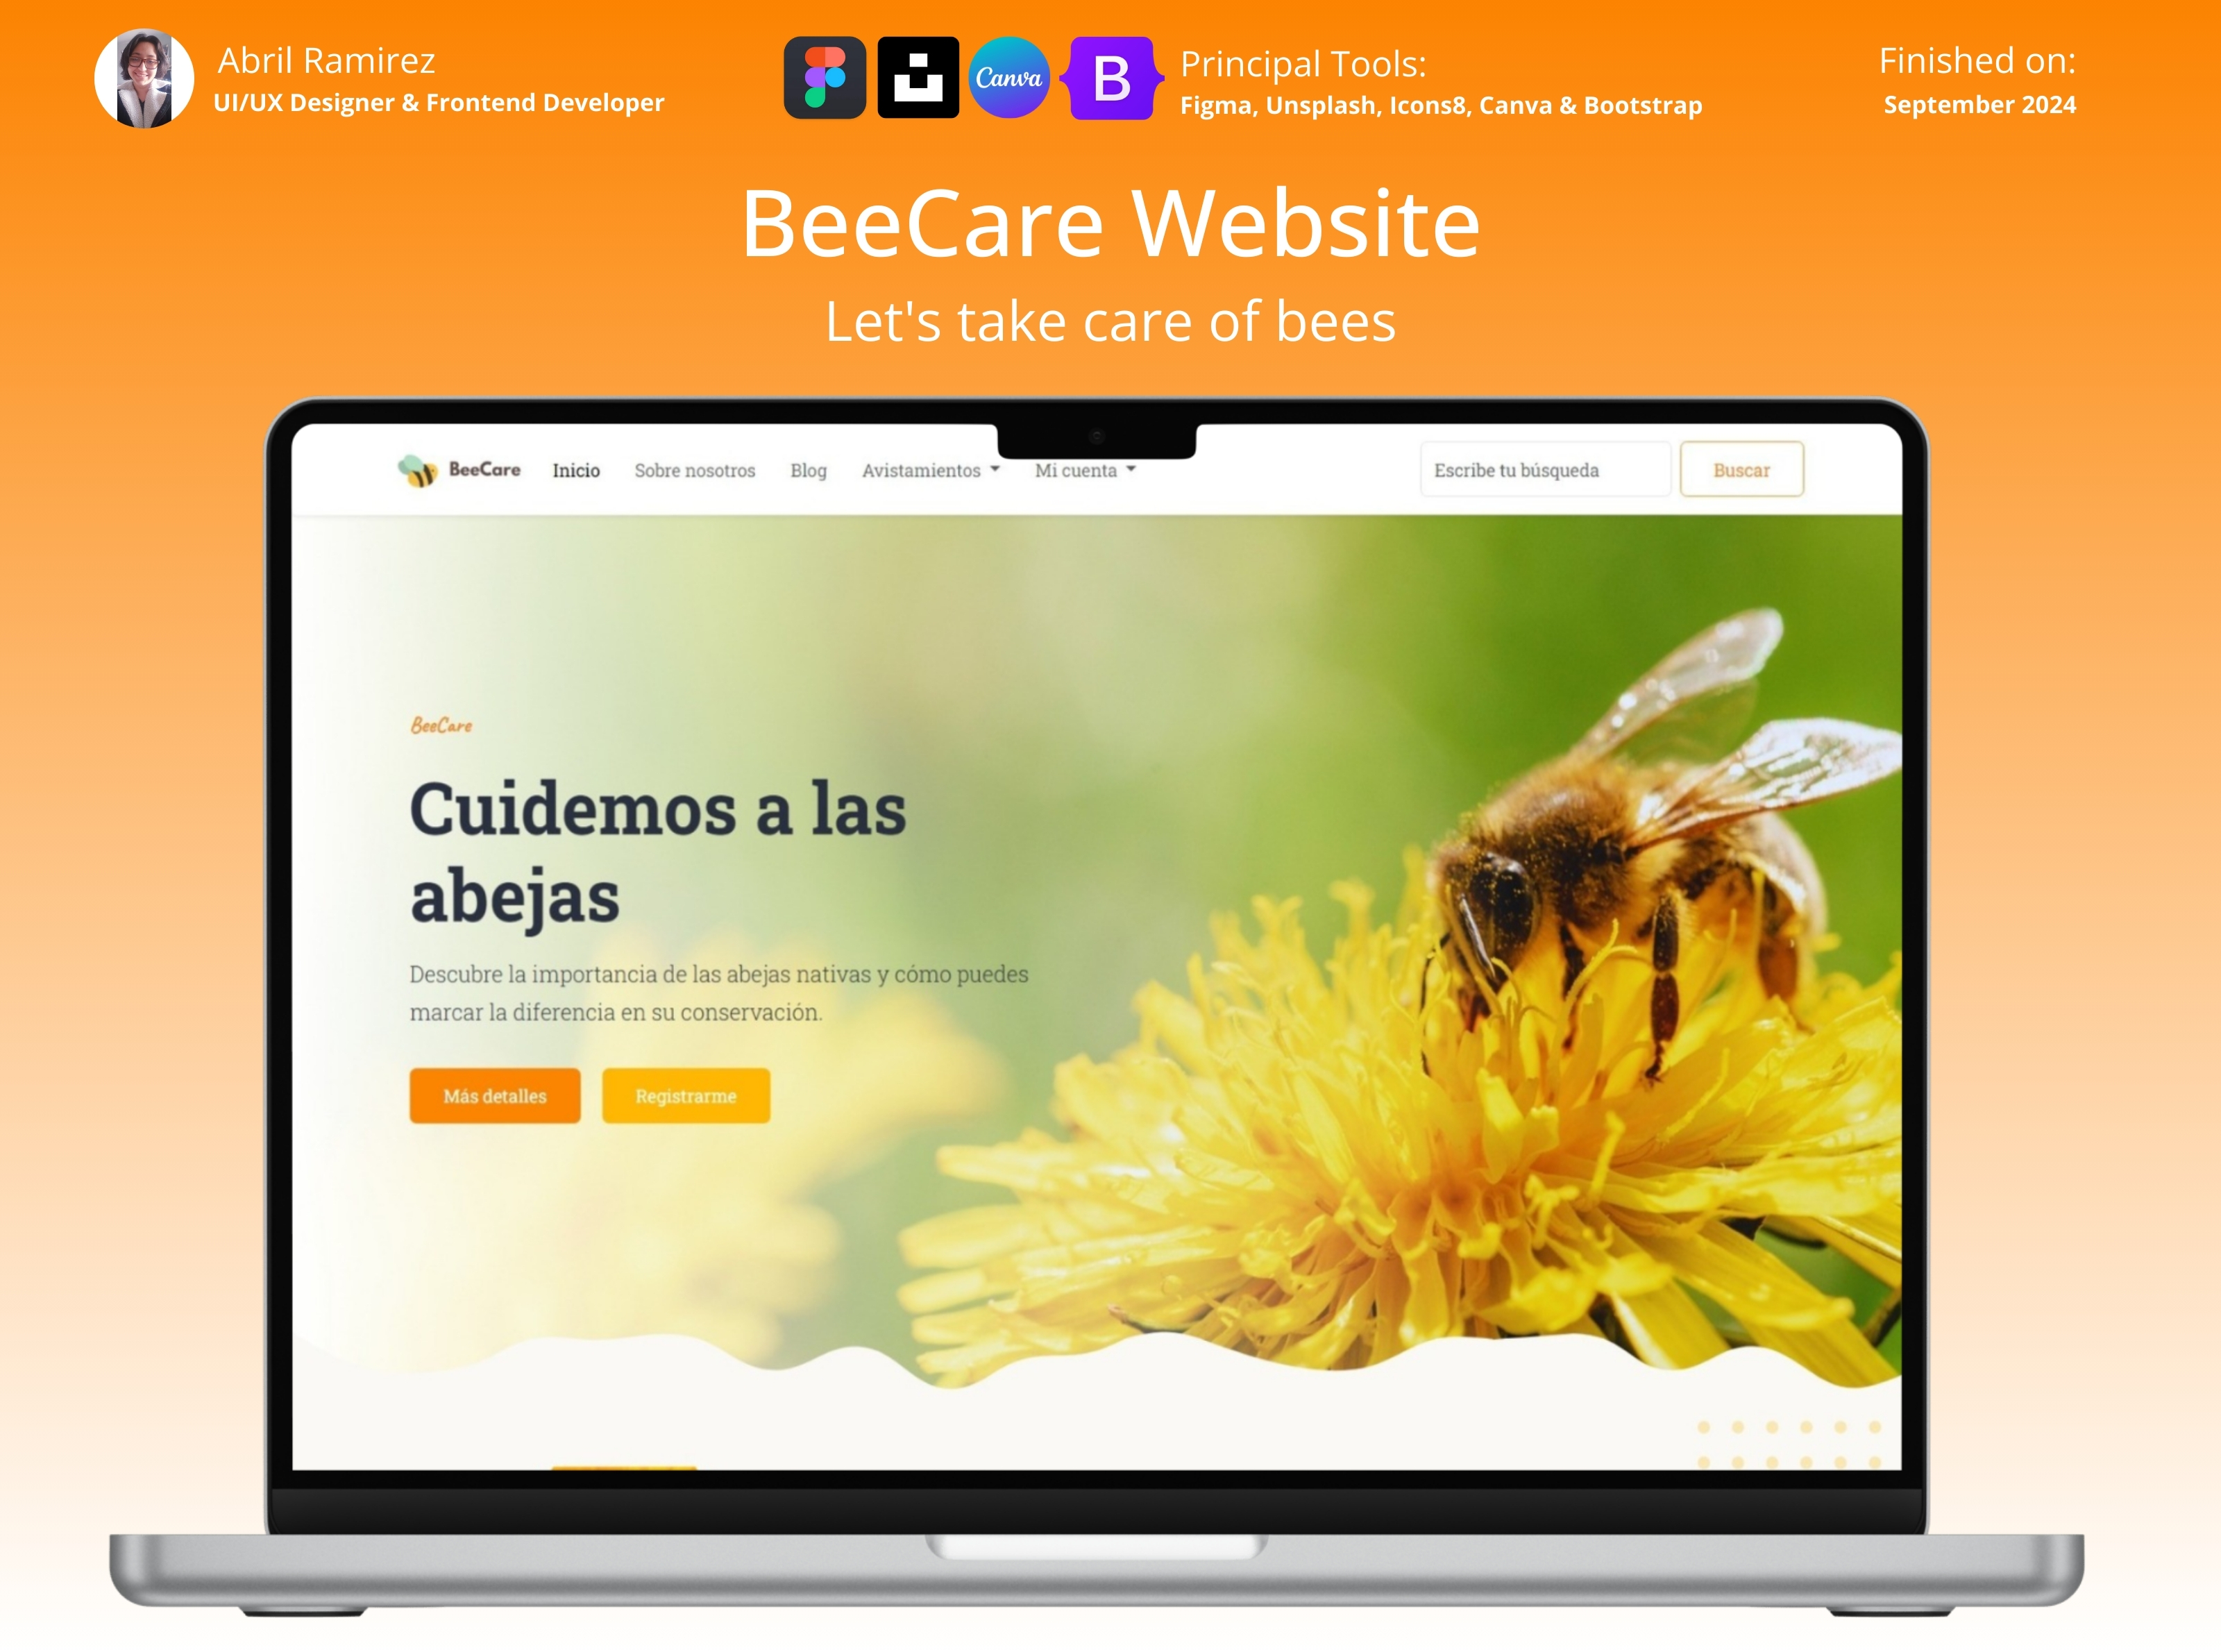 Abril Ramirez
UI/UX Designer & Frontend Developer
Canva
B
Principal Tools:
Figma, Unsplash, Icons8, Canva & Bootstrap
Finished on:
September 2024
BeeCare Website
Let's take care of bees
BeeCare Inicio Sobre nosotros Blog Avistamientos Mi cuenta Escribe tu búsqueda Buscar
BeeCare
Cuidemos a las
abejas
Descubre la importancia de las abejas nativas y cómo puedes
marcar la diferencia en su conservación.
Más detalles Registrarme